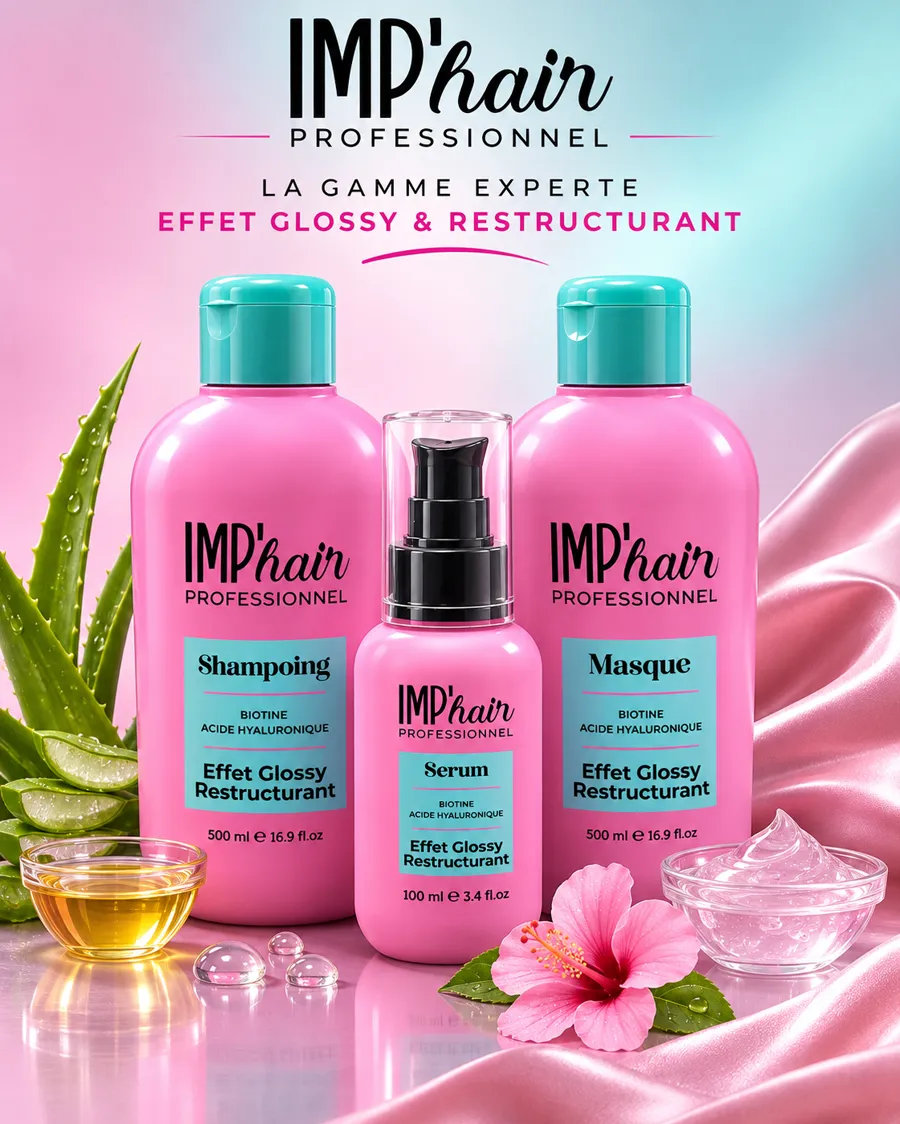 IMP'hair
PROFESSIONNEL
LA GAMME EXPERTE
EFFET GLOSSY & RESTRUCTURANT
IMP'hair
PROFESSIONNEL
Shampoing
BIOTINE
ACIDE HYALURONIQUE
Effet Glossy
Restructurant
500 ml e 16.9 fl.oz
IMP'hair
PROFESSIONNEL
Serum
BIOTINE
ACIDE HYALURONIQUE
Effet Glossy
Restructurant
100 ml e 3.4 fl.oz
IMP'hair
PROFESSIONNEL
Masque
BIOTINE
ACIDE HYALURONIQUE
Effet Glossy
Restructurant
500 ml e 16.9 fl.oz